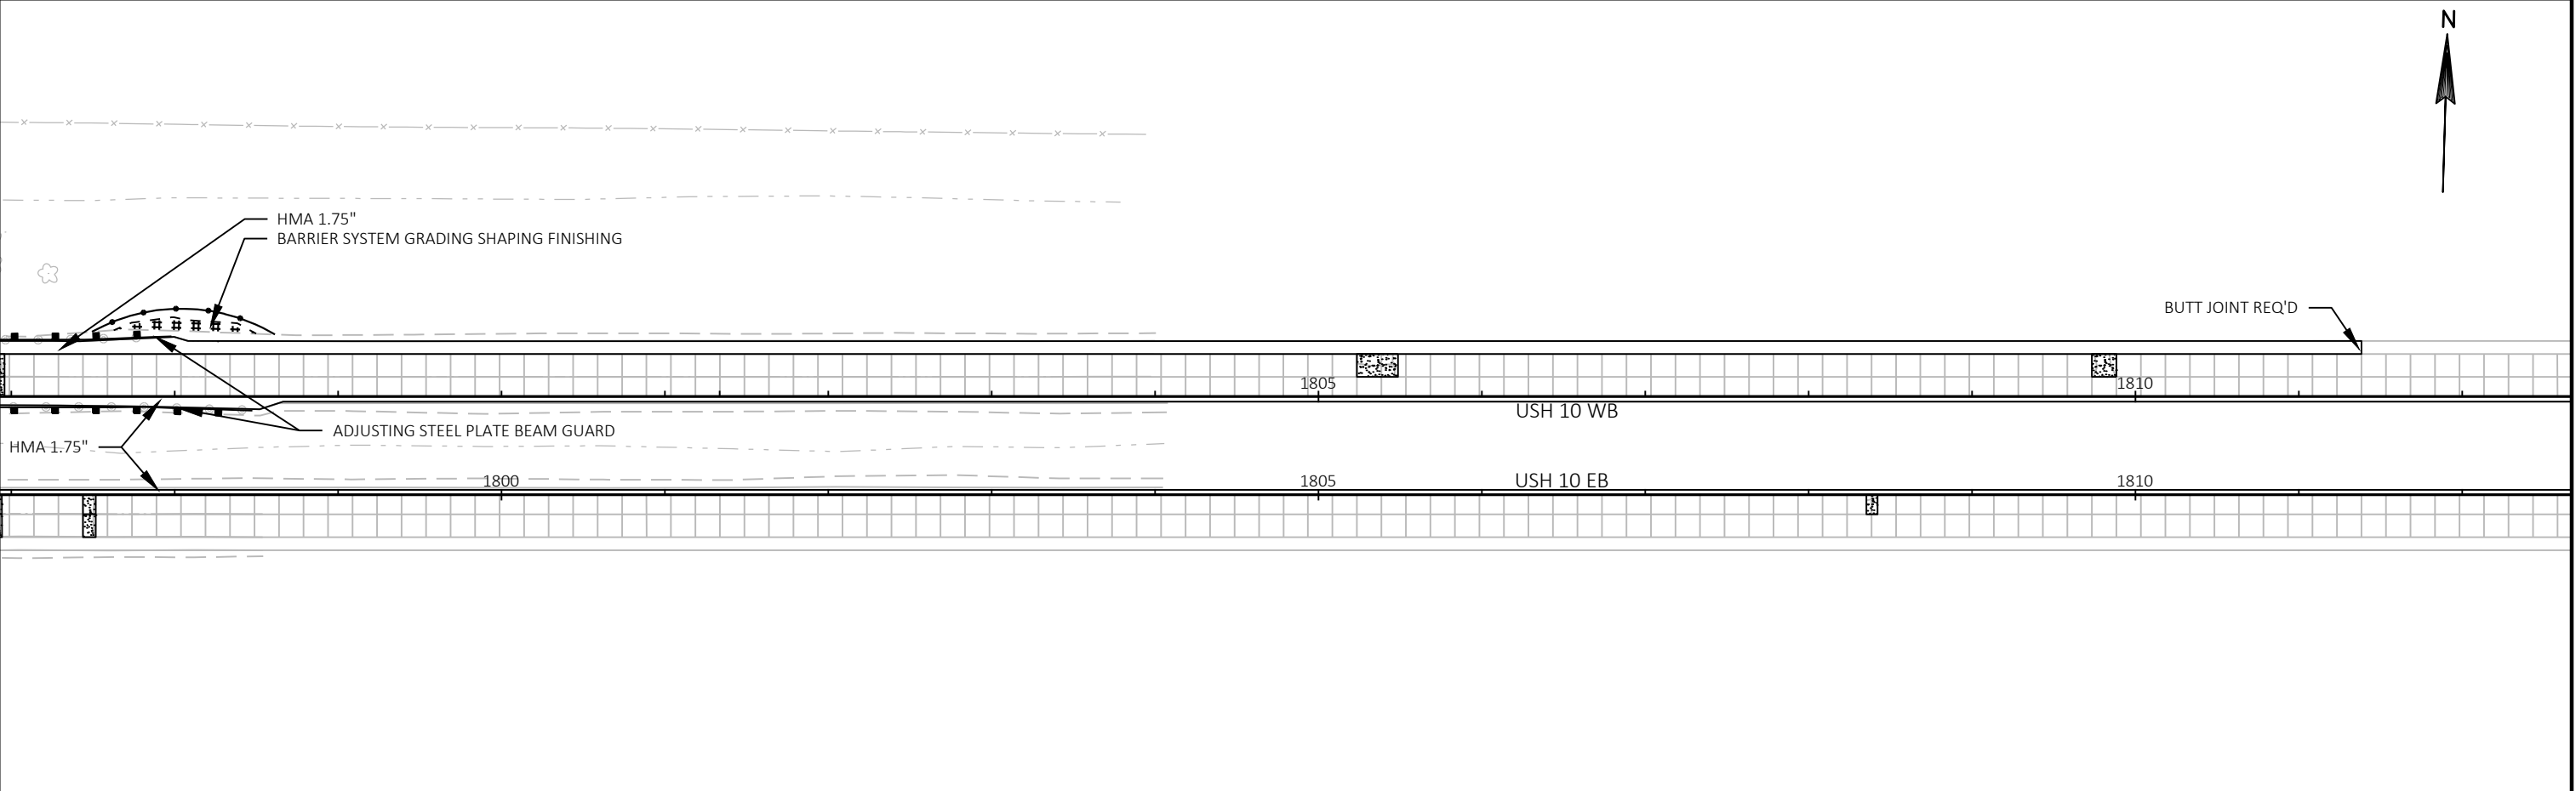 N
HMA 1.75"
BARRIER SYSTEM GRADING SHAPING FINISHING
BUTT JOINT REQ'D
1805
1810
USH 10 WB
ADJUSTING STEEL PLATE BEAM GUARD
HMA 1.75"
1800
1805
USH 10 EB
1810